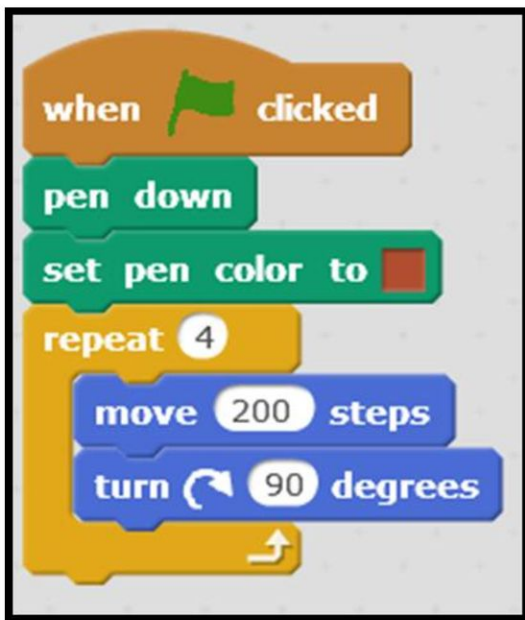 when clicked
pen down
set pen color to
repeat 4
move 200 steps
turn 90 degrees